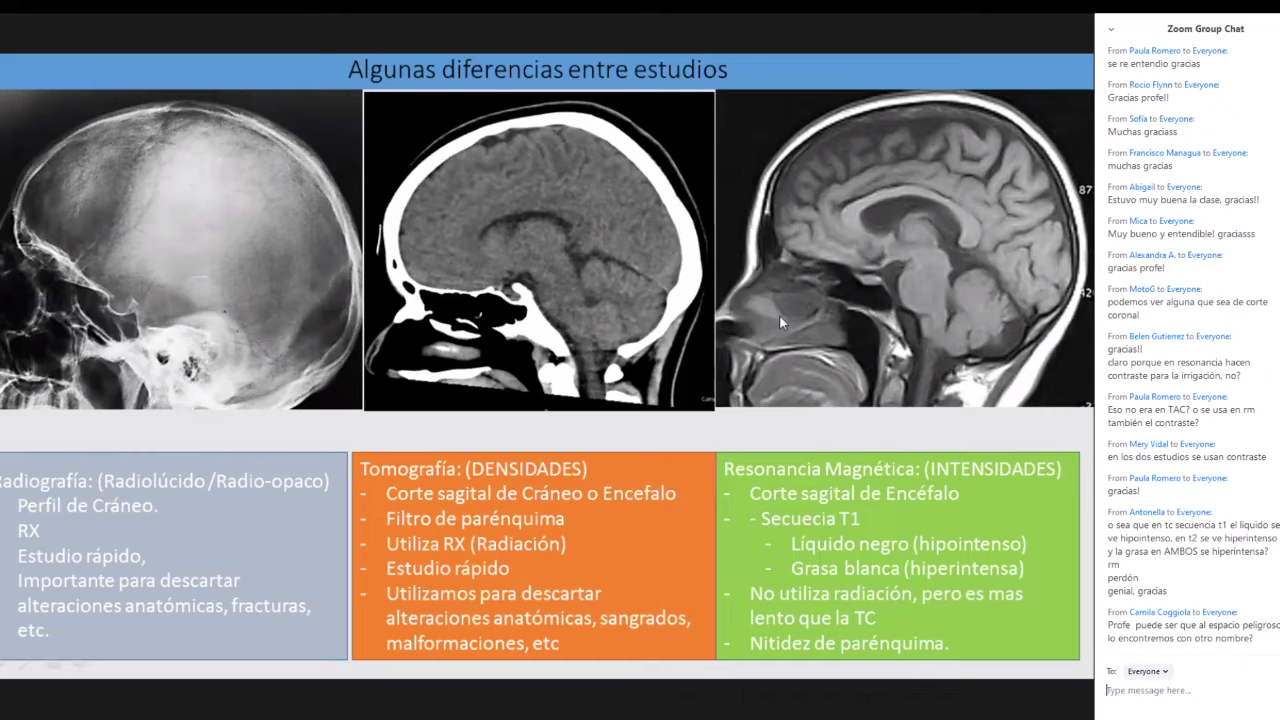 Algunas diferencias entre estudios
87
42
adiografía: (Radiolúcido /Radio-opaco)
Perfil de Cráneo.
RX
Estudio rápido,
Importante para descartar
alteraciones anatómicas, fracturas,
etc.
Tomografía: (DENSIDADES)
- Corte sagital de Cráneo o Encefalo
- Filtro de parénquima
- Utiliza RX (Radiación)
- Estudio rápido
- Utilizamos para descartar
alteraciones anatómicas, sangrados,
malformaciones, etc
Resonancia Magnética: (INTENSIDADES)
- Corte sagital de Encéfalo
- - Secuecia T1
- Líquido negro (hipointenso)
- Grasa blanca (hiperintensa)
- No utiliza radiación, pero es mas
lento que la TC
- Nitidez de parénquima.
Zoom Group Chat
From Paula Romero to Everyone:
se re entendio gracias
From Rocio Flynn to Everyone:
Gracias profe!!
From Sofía to Everyone:
Muchas graciass
From Francisco Managua to Everyone:
muchas gracias
From Abigail to Everyone:
Estuvo muy buena la clase, gracias!!
From Mica to Everyone:
Muy bueno y entendible! graciasss
From Alexandra A. to Everyone:
gracias profe!
From MotoG to Everyone:
podemos ver alguna que sea de corte
coronal
From Belen Gutierrez to Everyone:
gracias!!
claro porque en resonancia hacen
contraste para la irrigación, no?
From Paula Romero to Everyone:
Eso no era en TAC? o se usa en rm
también el contraste?
From Mery Vidal to Everyone:
en los dos estudios se usan contraste
From Paula Romero to Everyone:
gracias!
From Antonella to Everyone:
o sea que en tc secuencia t1 el liquido se
ve hipointenso, en t2 se ve hiperintenso
y la grasa en AMBOS se hiperintensa?
rm
perdón
genial, gracias
From Camila Coggiola to Everyone:
Profe puede ser que al espacio peligroso
lo encontremos con otro nombre?
To: Everyone
Type message here...